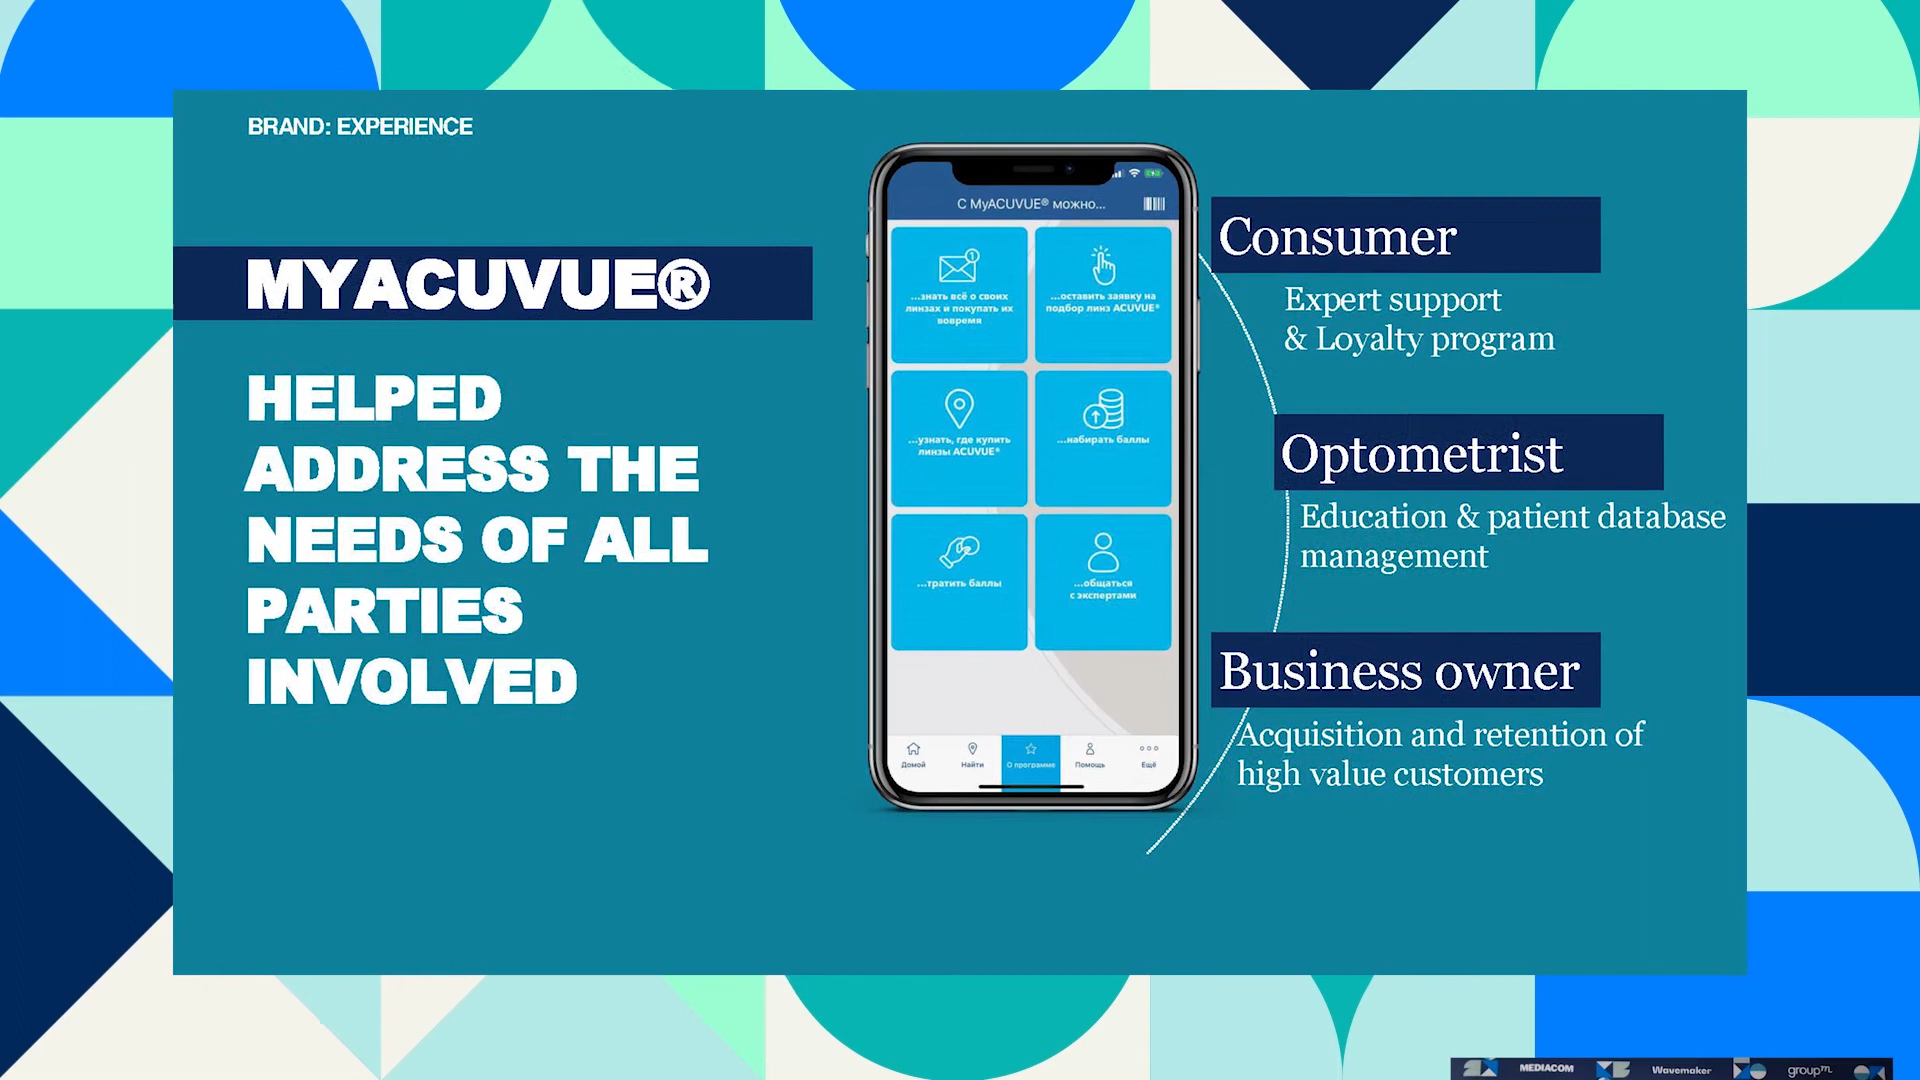 BRAND: EXPERIENCE
MYACUVUE®
HELPED
ADDRESS THE
NEEDS OF ALL
PARTIES
INVOLVED
С MyACUVUE® можно...
...знать всё о своих
линзах и покупать их
вовремя
...оставить заявку на
подбор линз ACUVUE®
...узнать, где купить
линзы ACUVUE®
...набирать баллы
...тратить баллы
...общаться
с экспертами
Домой
Найти
О программе
Помощь
Ещё
Consumer
Expert support
& Loyalty program
Optometrist
Education & patient database
management
Business owner
Acquisition and retention of
high value customers
MEDIACOM
Wavemaker
groupm